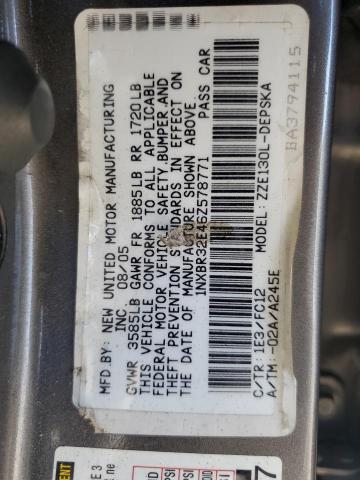 MFD.BY: NEW UNITED MOTOR MANUFACTURING
INC. 08/05
GVWR 3585LB GAWR FR 1885LB RR 1720LB
THIS VEHICLE CONFORMS TO ALL APPLICABLE
FEDERAL MOTOR VEHICLE SAFETY,BUMPER,AND
THEFT PREVENTION STANDARDS IN EFFECT ON
THE DATE OF MANUFACTURE SHOWN ABOVE.
1NXBR32E46Z578771 PASS CAR
C/TR: 1E3/FC12 ZZE130L-DEPSKA
A/TM: -02A/A245E
BA3794115